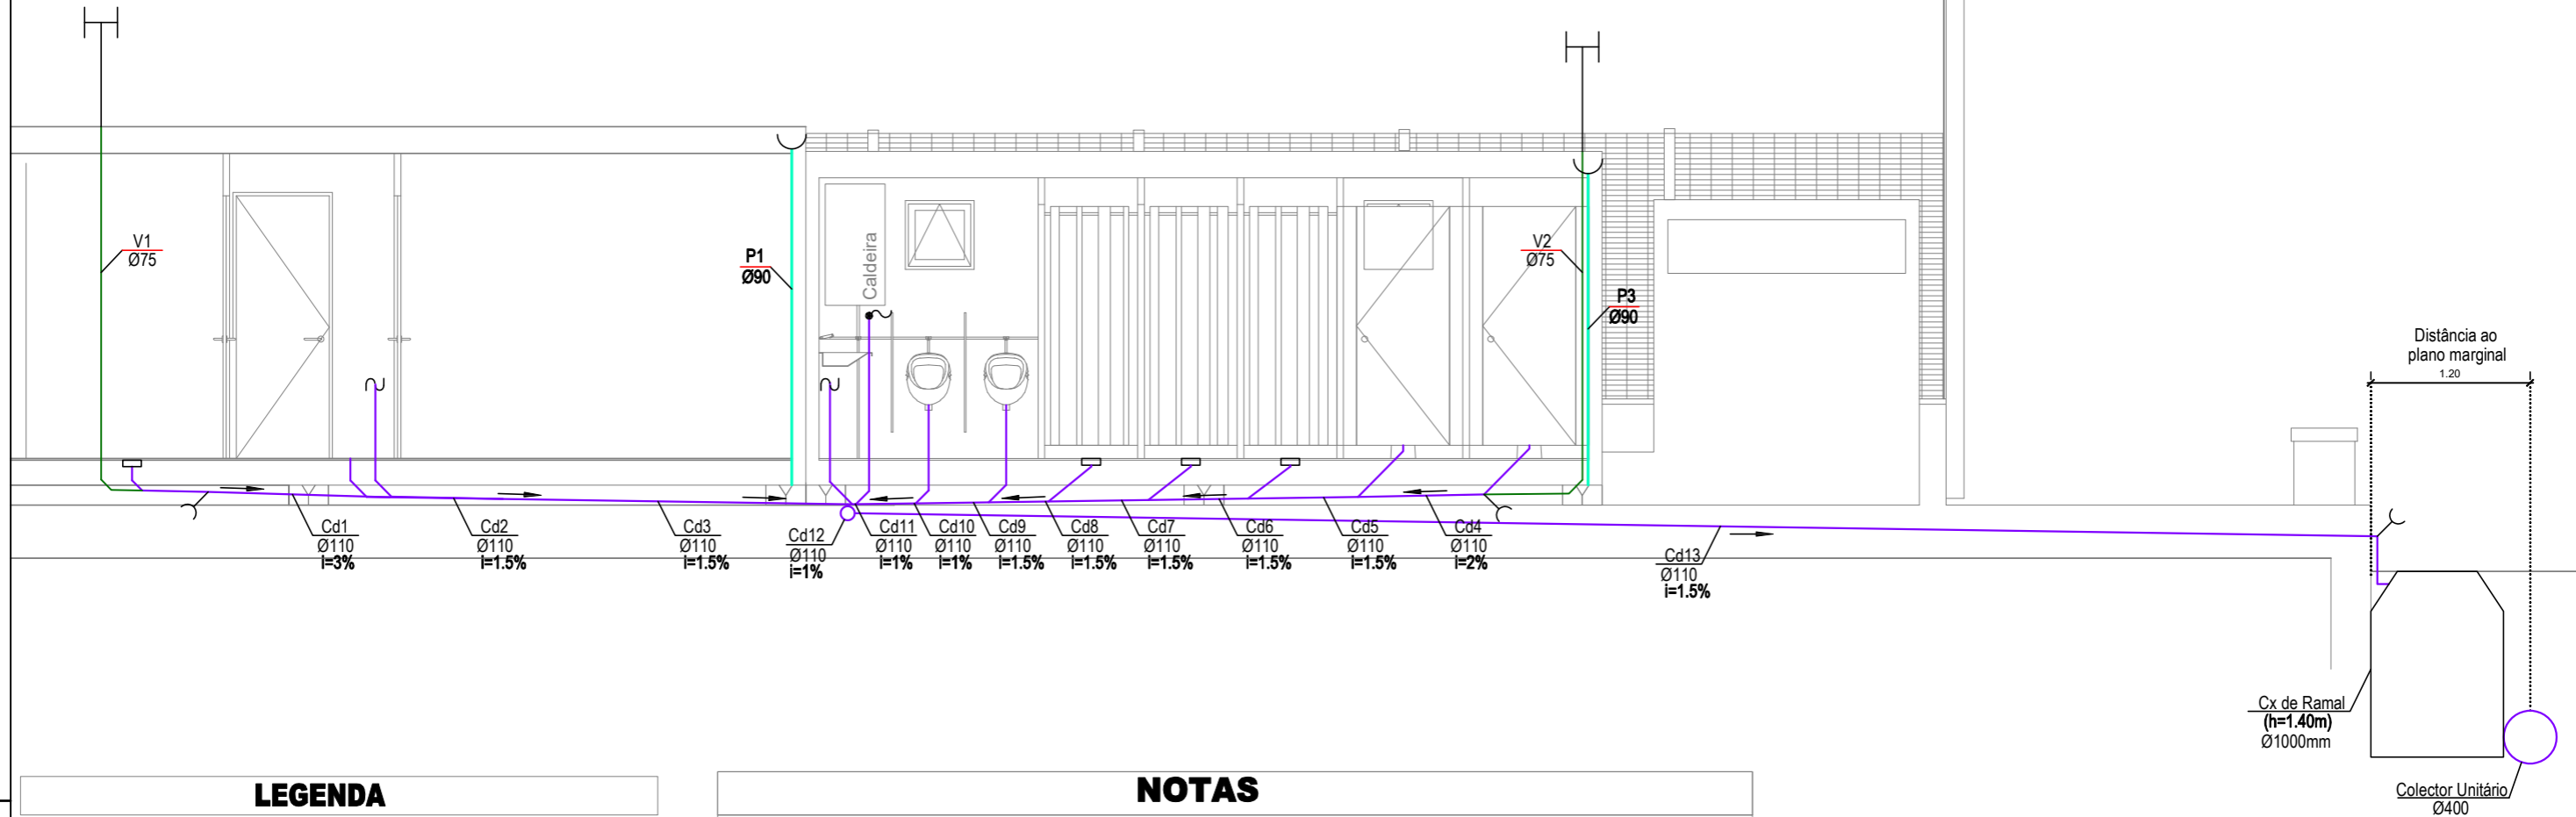 V1
Ø75
P1
Ø90
Caldeira
V2
Ø75
P3
Ø90
Distância ao
plano marginal
1.20
Cd1
Ø110
i=3%
Cd2
Ø110
i=1.5%
Cd3
Ø110
i=1.5%
Cd12
Ø110
i=1%
Cd11
Ø110
i=1%
Cd10
Ø110
i=1%
Cd9
Ø110
i=1.5%
Cd8
Ø110
i=1.5%
Cd7
Ø110
i=1.5%
Cd6
Ø110
i=1.5%
Cd5
Ø110
i=1.5%
Cd4
Ø110
i=2%
Cd13
Ø110
i=1.5%
Cx de Ramal
(h=1.40m)
Ø1000mm
Colector Unitário
Ø400
LEGENDA
NOTAS